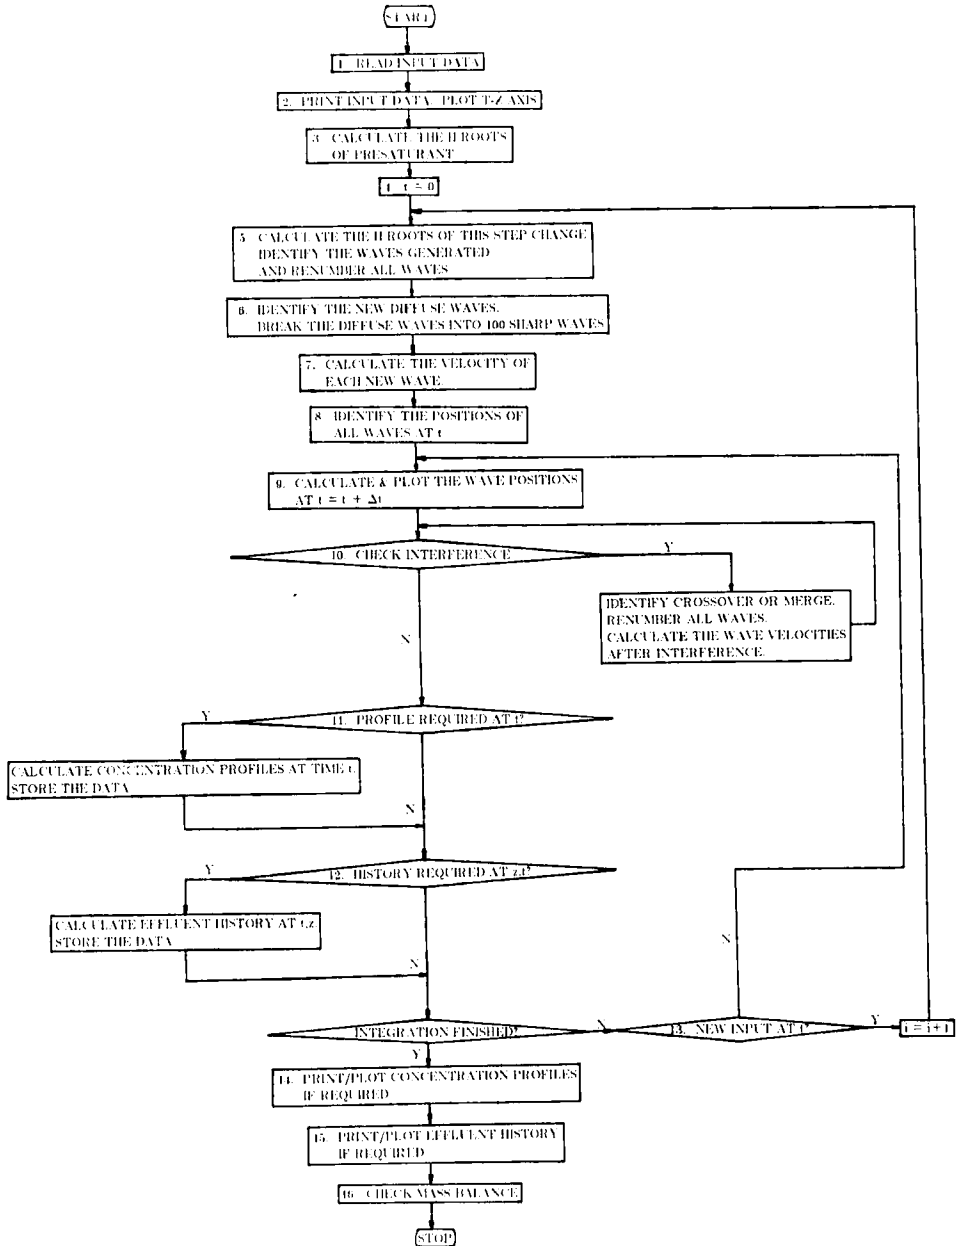 START
1. READ INPUT DATA
2. PRINT INPUT DATA. PLOT T-Z AXIS
3. CALCULATE THE H ROOTS
OF PRESATURANT
4. t = 0
5. CALCULATE THE H ROOTS OF THIS STEP CHANGE
IDENTIFY THE WAVES GENERATED
AND RENUMBER ALL WAVES
6. IDENTIFY THE NEW DIFFUSE WAVES.
BREAK THE DIFFUSE WAVES INTO 100 SHARP WAVES
7. CALCULATE THE VELOCITY OF
EACH NEW WAVE
8. IDENTIFY THE POSITIONS OF
ALL WAVES AT t
9. CALCULATE & PLOT THE WAVE POSITIONS
AT t = t + Δt
10. CHECK INTERFERENCE
Y
IDENTIFY CROSSOVER OR MERGE.
RENUMBER ALL WAVES.
CALCULATE THE WAVE VELOCITIES
AFTER INTERFERENCE.
N
11. PROFILE REQUIRED AT t?
Y
CALCULATE CONCENTRATION PROFILES AT TIME t.
STORE THE DATA
N
12. HISTORY REQUIRED AT z,t?
Y
CALCULATE EFFLUENT HISTORY AT t,z.
STORE THE DATA
N
N
INTEGRATION FINISHED?
N
13. NEW INPUT AT t?
Y
i = i+1
Y
14. PRINT/PLOT CONCENTRATION PROFILES
IF REQUIRED
15. PRINT/PLOT EFFLUENT HISTORY
IF REQUIRED
16. CHECK MASS BALANCE
STOP